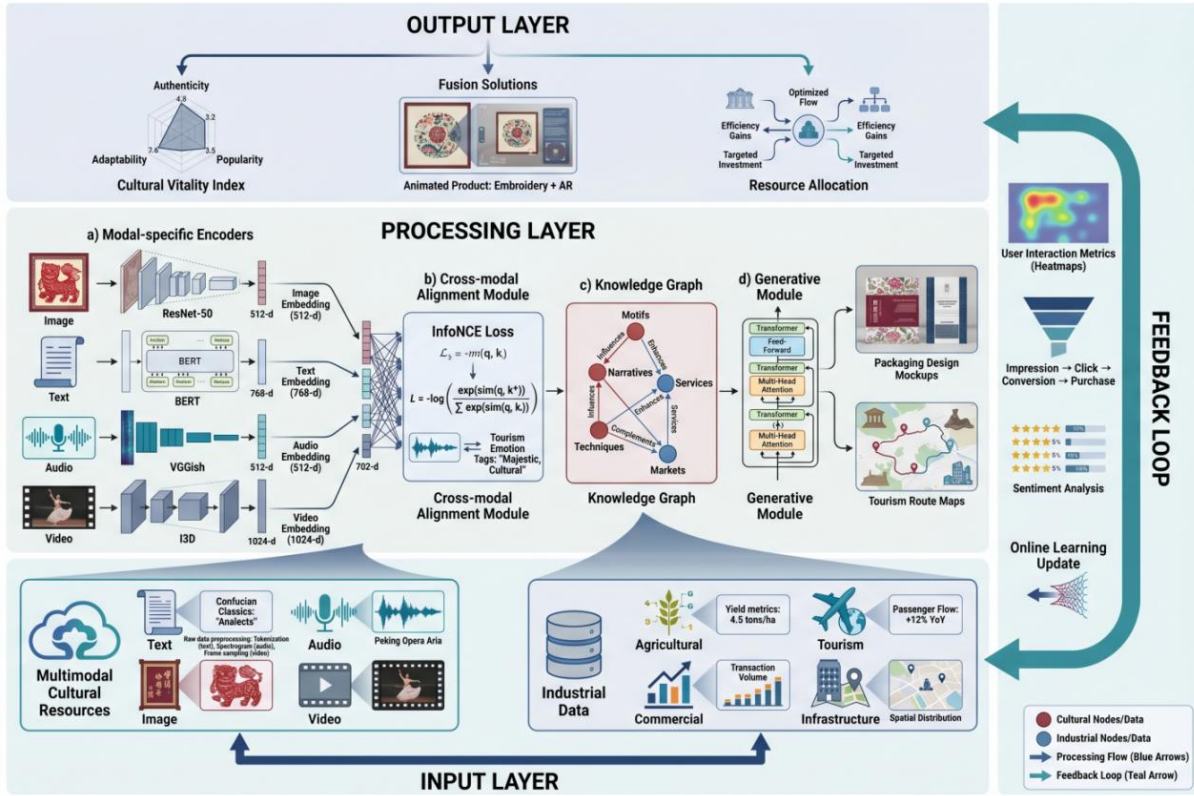 OUTPUT LAYER
Authenticity
4.8
3.2
7.6
3.5
Adaptability
Popularity
Cultural Vitality Index
Fusion Solutions
Animated Product: Embroidery + AR
Optimized
Flow
Efficiency
Gains
Efficiency
Gains
Targeted
Investment
Targeted
Investment
Resource Allocation
PROCESSING LAYER
a) Modal-specific Encoders
Image
ResNet-50
512-d
Image
Embedding
(512-d)
Text
BERT
BERT
768-d
Text
Embedding
(768-d)
Audio
VGGish
512-d
Audio
Embedding
(512-d)
Video
I3D
1024-d
Video
Embedding
(1024-d)
702-d
b) Cross-modal
Alignment Module
InfoNCE Loss
L = -log ( exp(sim(q, k⁺)) / ∑ exp(sim(q, kᵢ)) )
Tourism
Emotion
Tags: "Majestic,
Cultural"
Cross-modal
Alignment Module
c) Knowledge Graph
Motifs
Influences
Enhances
Narratives
Services
Influences
Enhances
Services
Techniques
Complements
Markets
Knowledge Graph
d) Generative
Module
Transformer
Feed-
Forward
Transformer
Multi-Head
Attention
Transformer
Multi-Head
Attention
Generative
Module
Packaging Design
Mockups
Tourism Route Maps
Multimodal
Cultural
Resources
Text
Confucian
Classics:
"Analects"
Raw data preprocessing: Tokenization
(text), Spectrogram (audio),
Frame sampling (video)
Audio
Peking Opera Aria
Image
Video
Industrial
Data
Agricultural
Yield metrics:
4.5 tons/ha
Tourism
Passenger Flow:
+12% YoY
Commercial
Transaction
Volume
Infrastructure
Spatial Distribution
INPUT LAYER
FEEDBACK LOOP
User Interaction Metrics
(Heatmaps)
Impression → Click →
Conversion → Purchase
5%
5%
5%
Sentiment Analysis
Online Learning
Update
Cultural Nodes/Data
Industrial Nodes/Data
Processing Flow (Blue Arrows)
Feedback Loop (Teal Arrow)